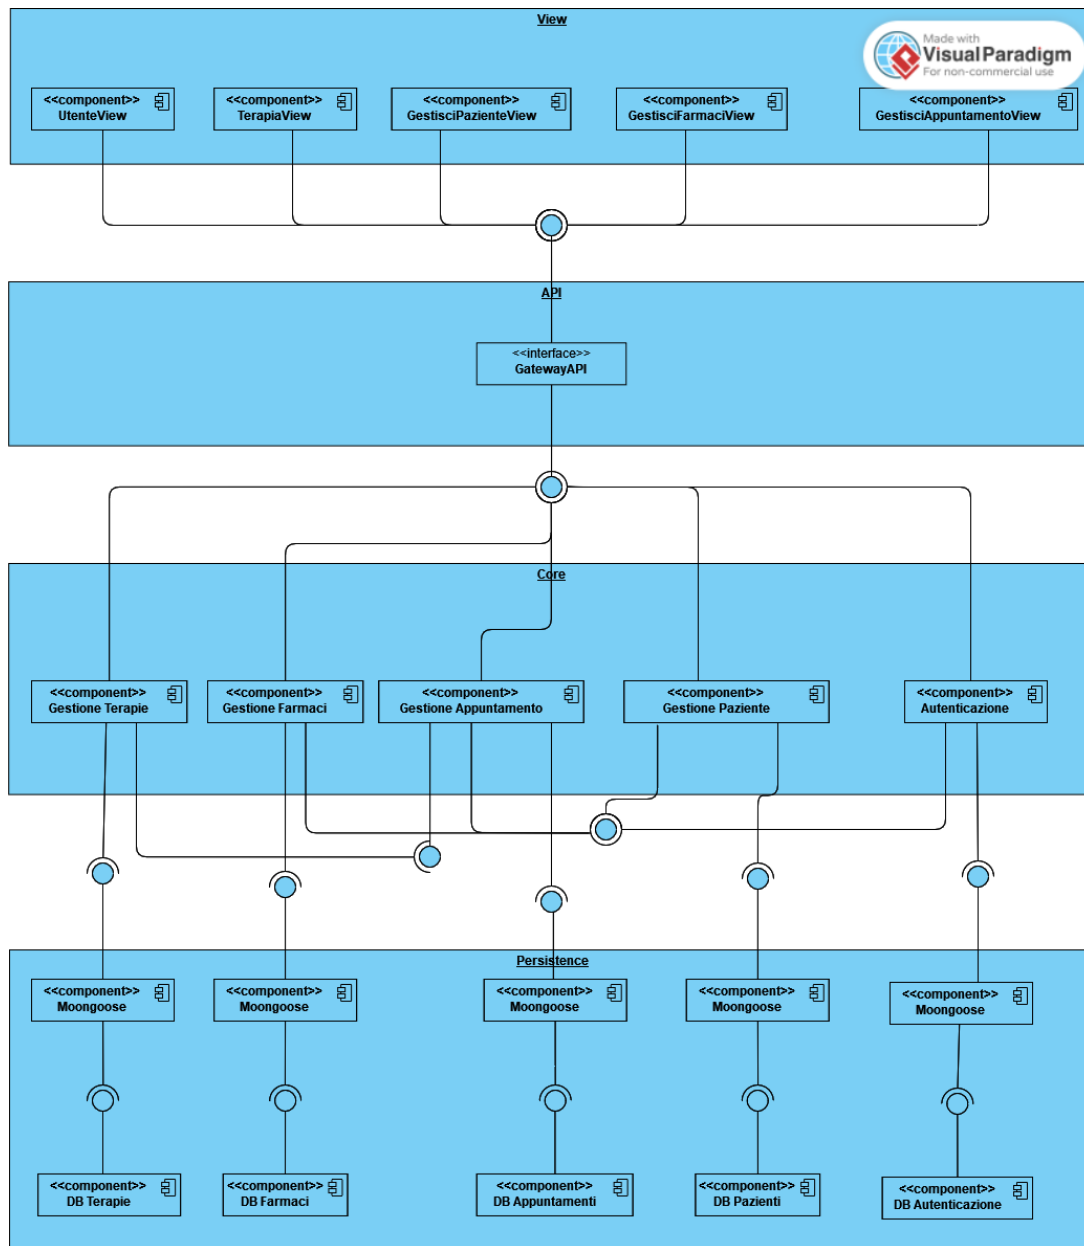 View
Made with
Visual Paradigm
For non-commercial use
<<component>>
UtenteView
<<component>>
TerapiaView
<<component>>
GestisciPazienteView
<<component>>
GestisciFarmaciView
<<component>>
GestisciAppuntamentoView
API
<<interface>>
GatewayAPI
Core
<<component>>
Gestione Terapie
<<component>>
Gestione Farmaci
<<component>>
Gestione Appuntamento
<<component>>
Gestione Paziente
<<component>>
Autenticazione
Persistence
<<component>>
Moongoose
<<component>>
Moongoose
<<component>>
Moongoose
<<component>>
Moongoose
<<component>>
Moongoose
<<component>>
DB Terapie
<<component>>
DB Farmaci
<<component>>
DB Appuntamenti
<<component>>
DB Pazienti
<<component>>
DB Autenticazione